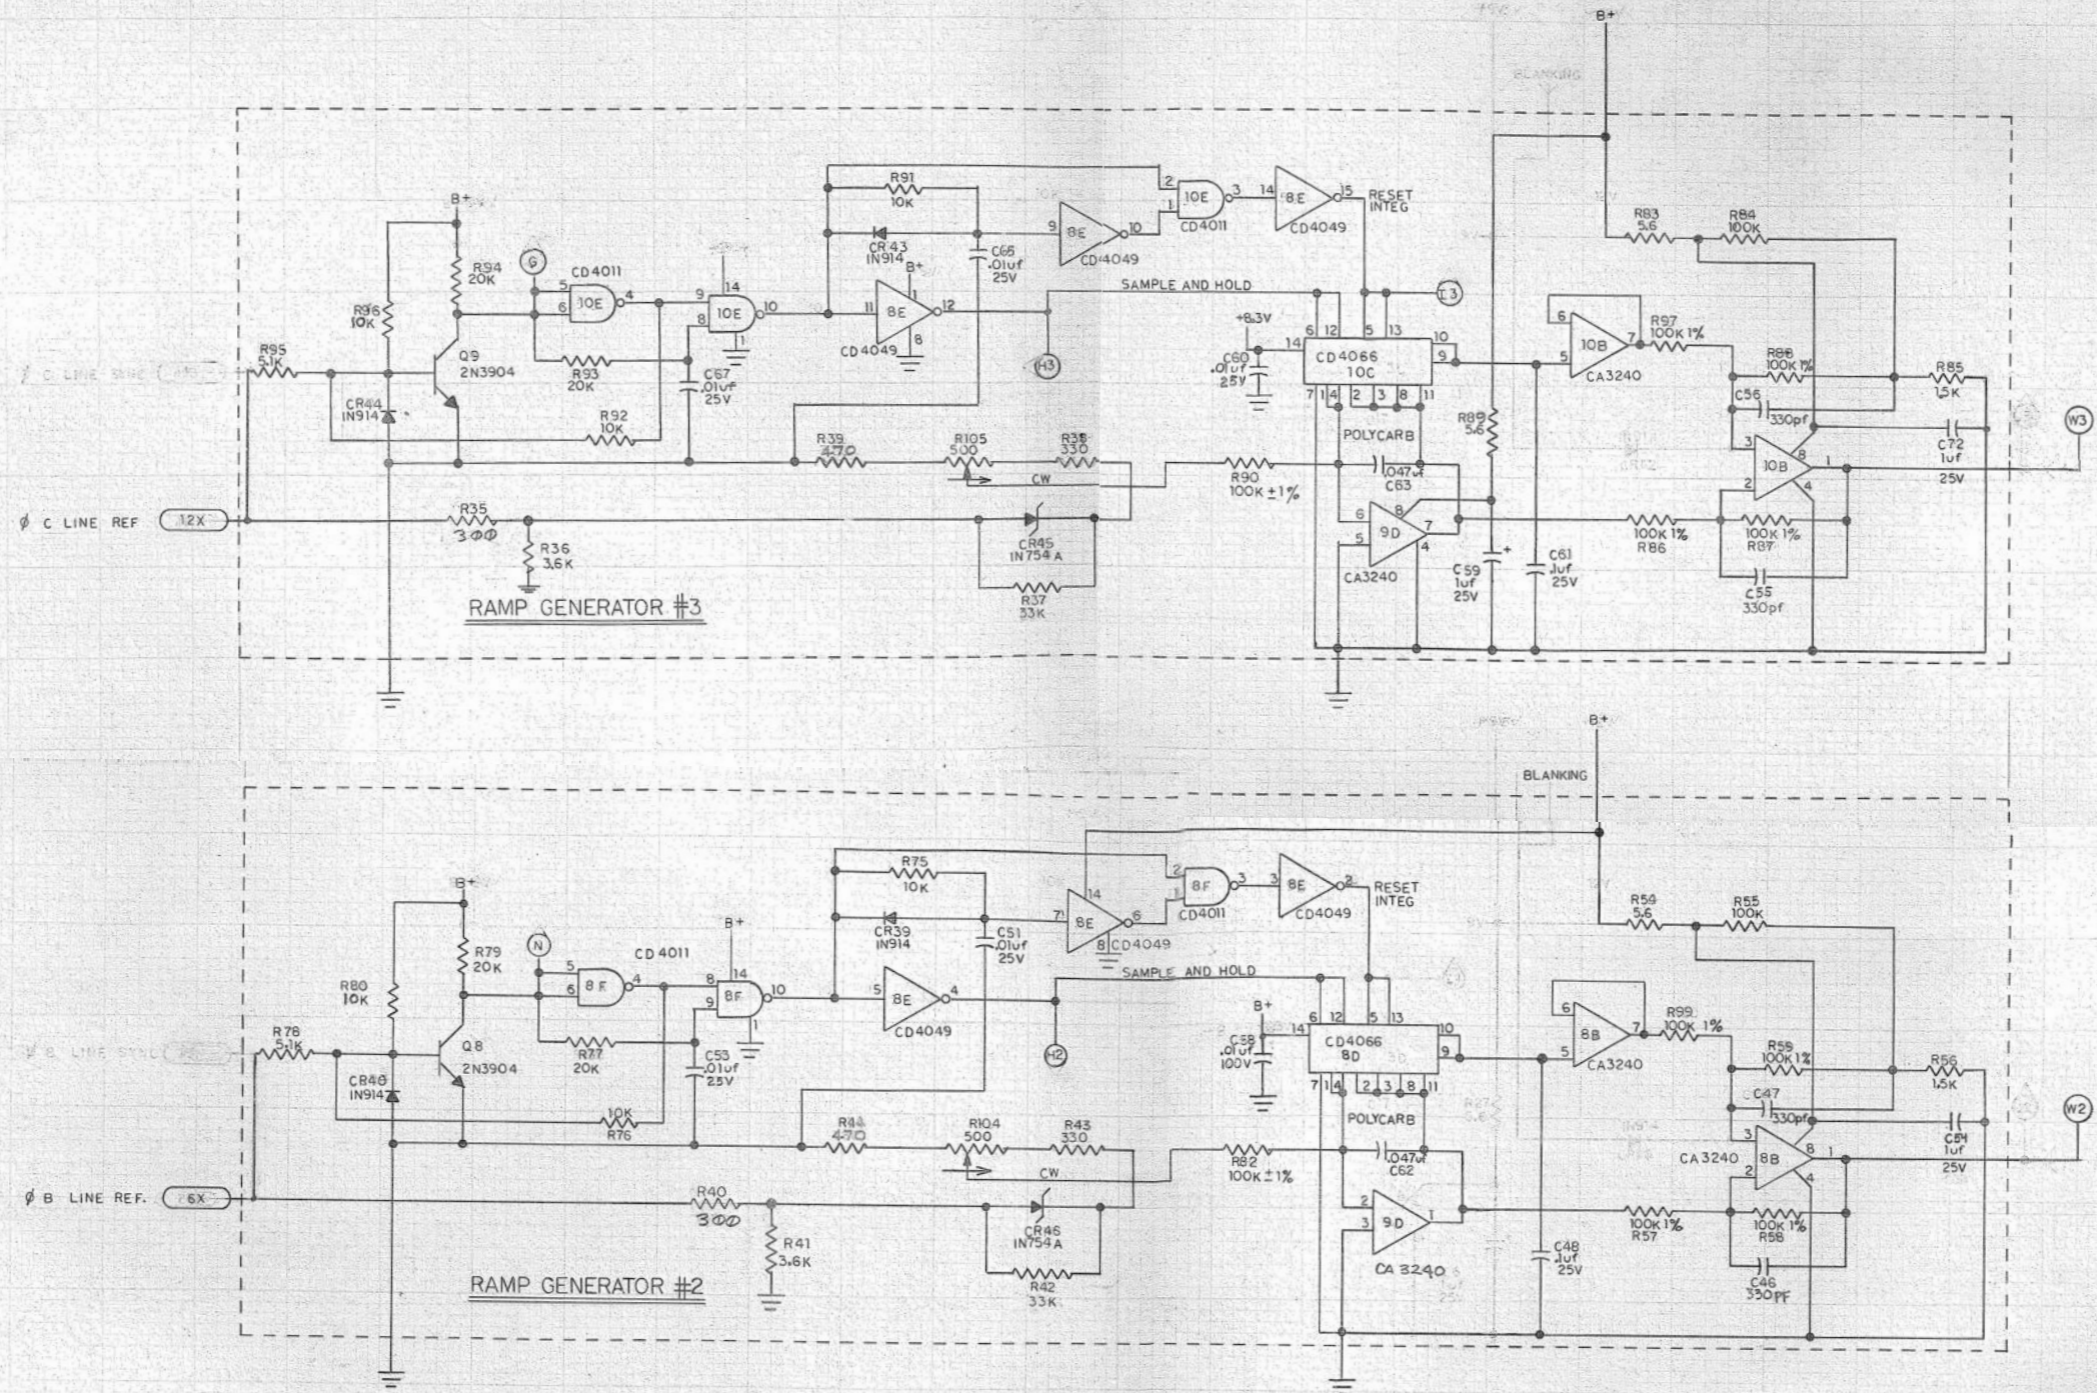 B+
BLANKING
R91
10K
2
1
10E
3
CD4011
14
8E
15
CD4049
RESET
INTEG
B+
R94
20K
R96
10K
G
CD4011
5
6
10E
4
9
8
14
10E
10
1
CR43
IN914
C65
.01uf
25V
9
8E
10
CD4049
B+
1
11
8E
12
8
CD4049
SAMPLE AND HOLD
H3
I3
R83
5.6
R84
100K
R95
5.1K
Q9
2N3904
R93
20K
C67
.01uf
25V
R92
10K
CR44
IN914
+8.3V
C60
.01uf
25V
14
6
12
5
13
10
9
CD4066
10C
7
1
4
2
3
8
11
POLYCARB
.047uf
C63
R89
5.6
6
5
10B
7
CA3240
R97
100K 1%
R88
100K 1%
R85
1.5K
C56
330pf
3
2
10B
8
4
1
C72
1uf
25V
W3
R39
470
R105
500
R38
330
CW
R90
100K ±1%
Ø C LINE REF
12X
R35
300
R36
3.6K
CR45
IN754A
R37
33K
6
5
9D
8
7
4
CA3240
C59
1uf
25V
+
C61
.1uf
25V
100K 1%
R86
100K 1%
R87
C55
330pf
RAMP GENERATOR #3
B+
BLANKING
R75
10K
14
2
1
8F
3
CD4011
3
8E
2
CD4049
RESET
INTEG
B+
R79
20K
R80
10K
N
CD4011
5
6
8F
4
B+
8
9
14
8F
10
1
CR39
IN914
C51
.01uf
25V
7
8E
6
8
CD4049
5
8E
4
CD4049
SAMPLE AND HOLD
H2
R54
5.6
R55
100K
R78
5.1K
Q8
2N3904
R77
20K
C53
.01uf
25V
10K
R76
CR40
IN914
B+
C58
.01uf
100V
14
6
12
5
13
10
9
CD4066
8D
7
1
4
2
3
8
11
POLYCARB
.047uf
C62
6
5
8B
7
CA3240
R99
100K 1%
R59
100K 1%
R56
1.5K
C47
330pf
CA3240
3
2
8B
8
4
1
C54
1uf
25V
W2
R44
470
R104
500
R43
330
CW
R82
100K ±1%
Ø B LINE REF.
6X
R40
300
R41
3.6K
CR46
IN754A
R42
33K
2
3
9D
1
CA3240
C48
.1uf
25V
100K 1%
R57
100K 1%
R58
C46
330PF
RAMP GENERATOR #2